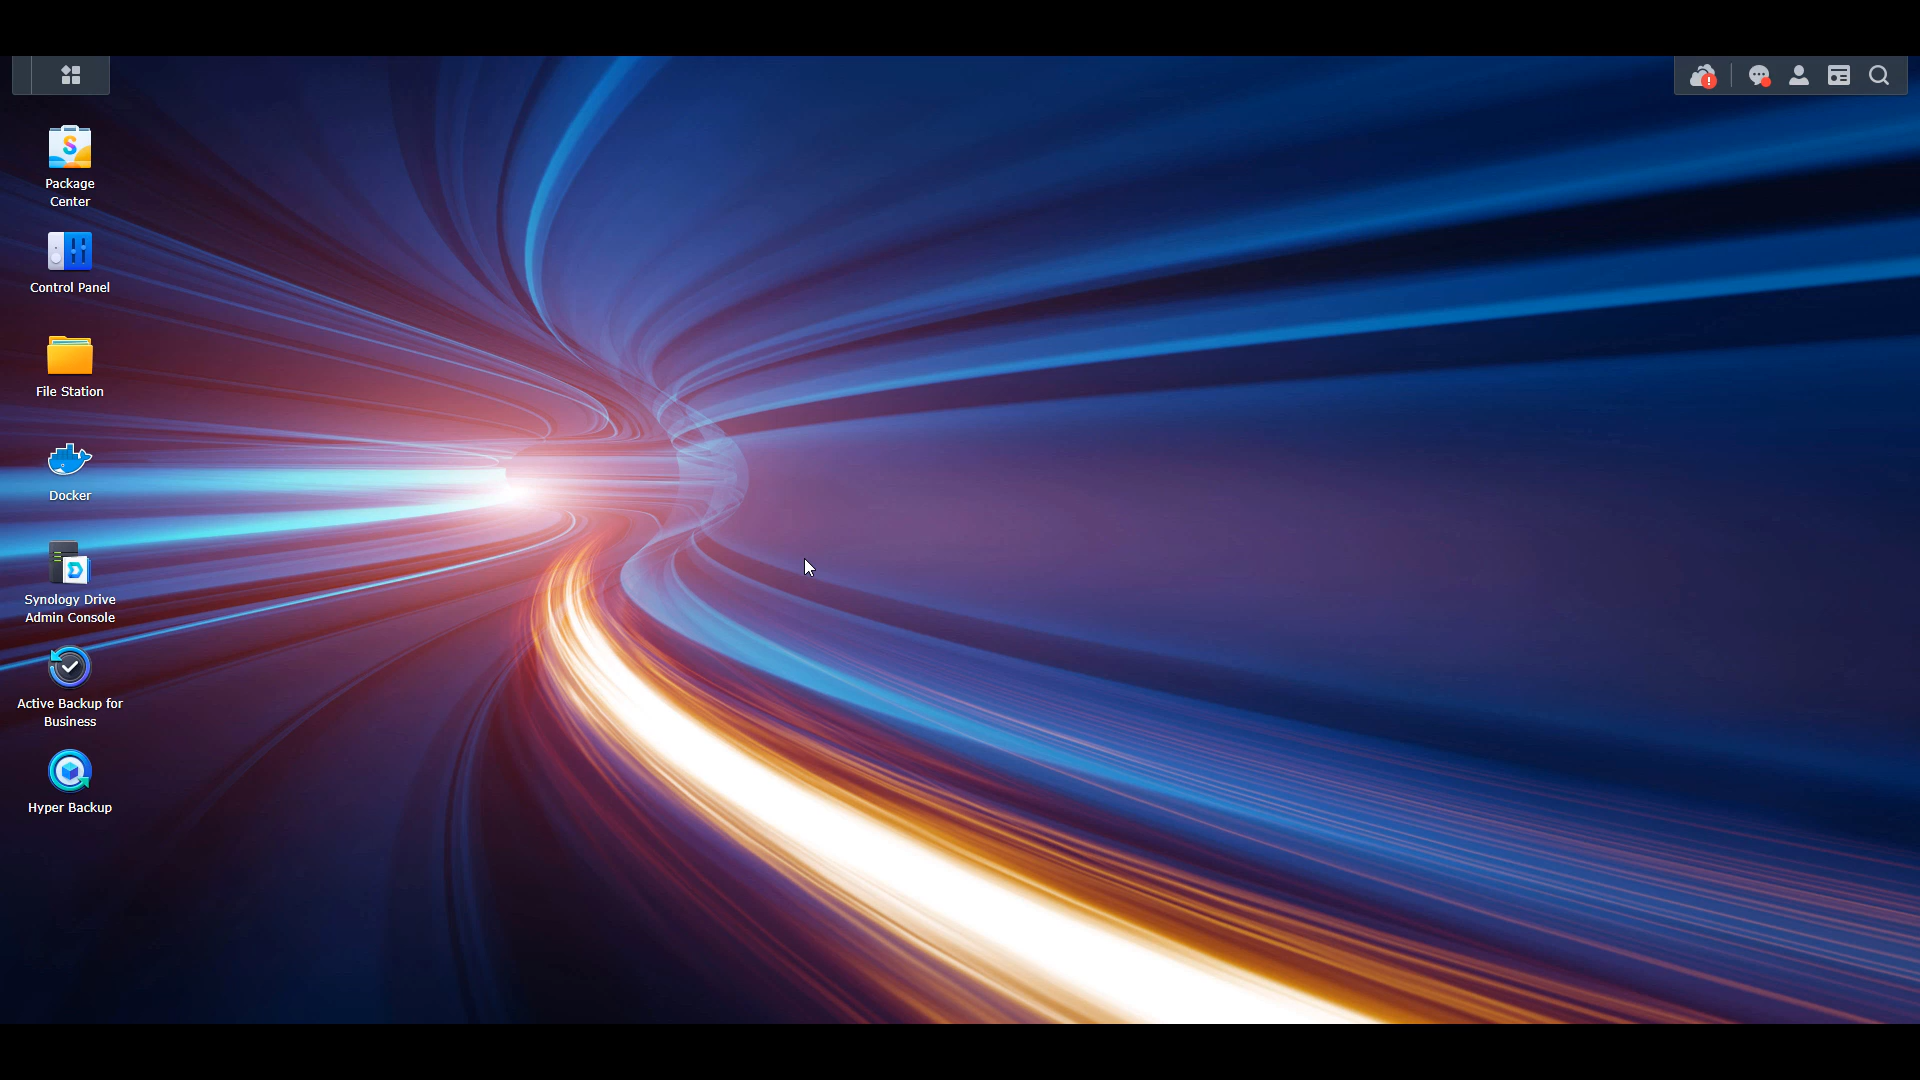 Package
Center
Control Panel
File Station
Docker
Synology Drive
Admin Console
Active Backup for
Business
Hyper Backup